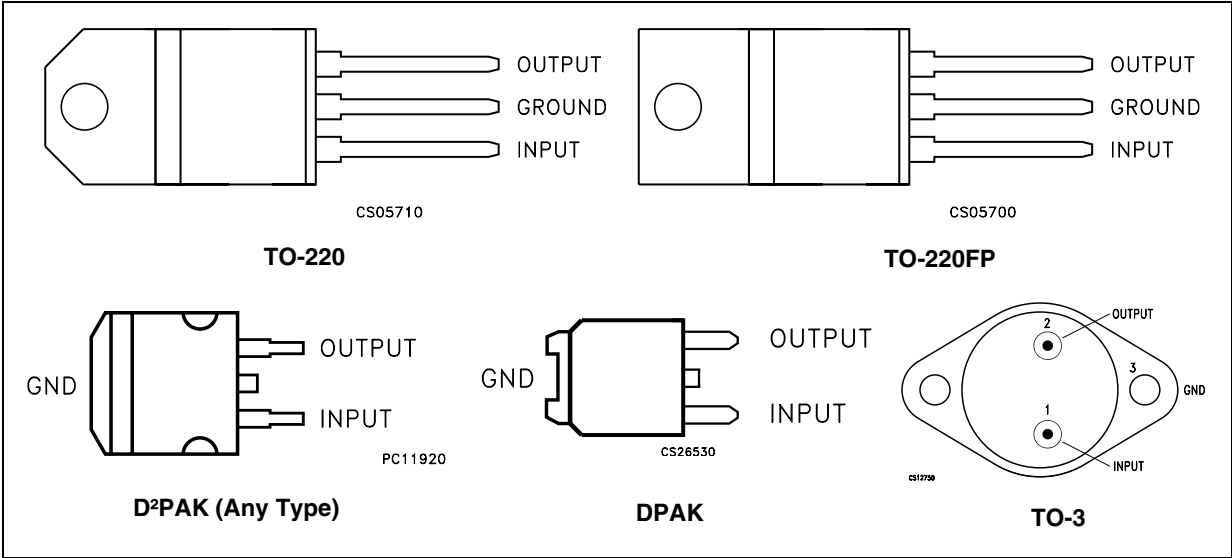 OUTPUT
GROUND
INPUT
CS05710
TO-220
OUTPUT
GROUND
INPUT
CS05700
TO-220FP
GND
OUTPUT
INPUT
PC11920
D²PAK (Any Type)
GND
OUTPUT
INPUT
CS26530
DPAK
2
OUTPUT
3
GND
1
INPUT
CS12750
TO-3